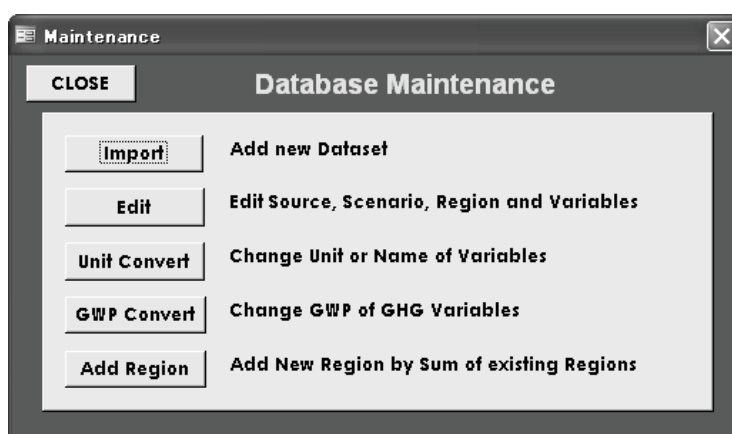 Maintenance
CLOSE Database Maintenance
Import Add new Dataset
Edit Edit Source, Scenario, Region and Variables
Unit Convert Change Unit or Name of Variables
GWP Convert Change GWP of GHG Variables
Add Region Add New Region by Sum of existing Regions